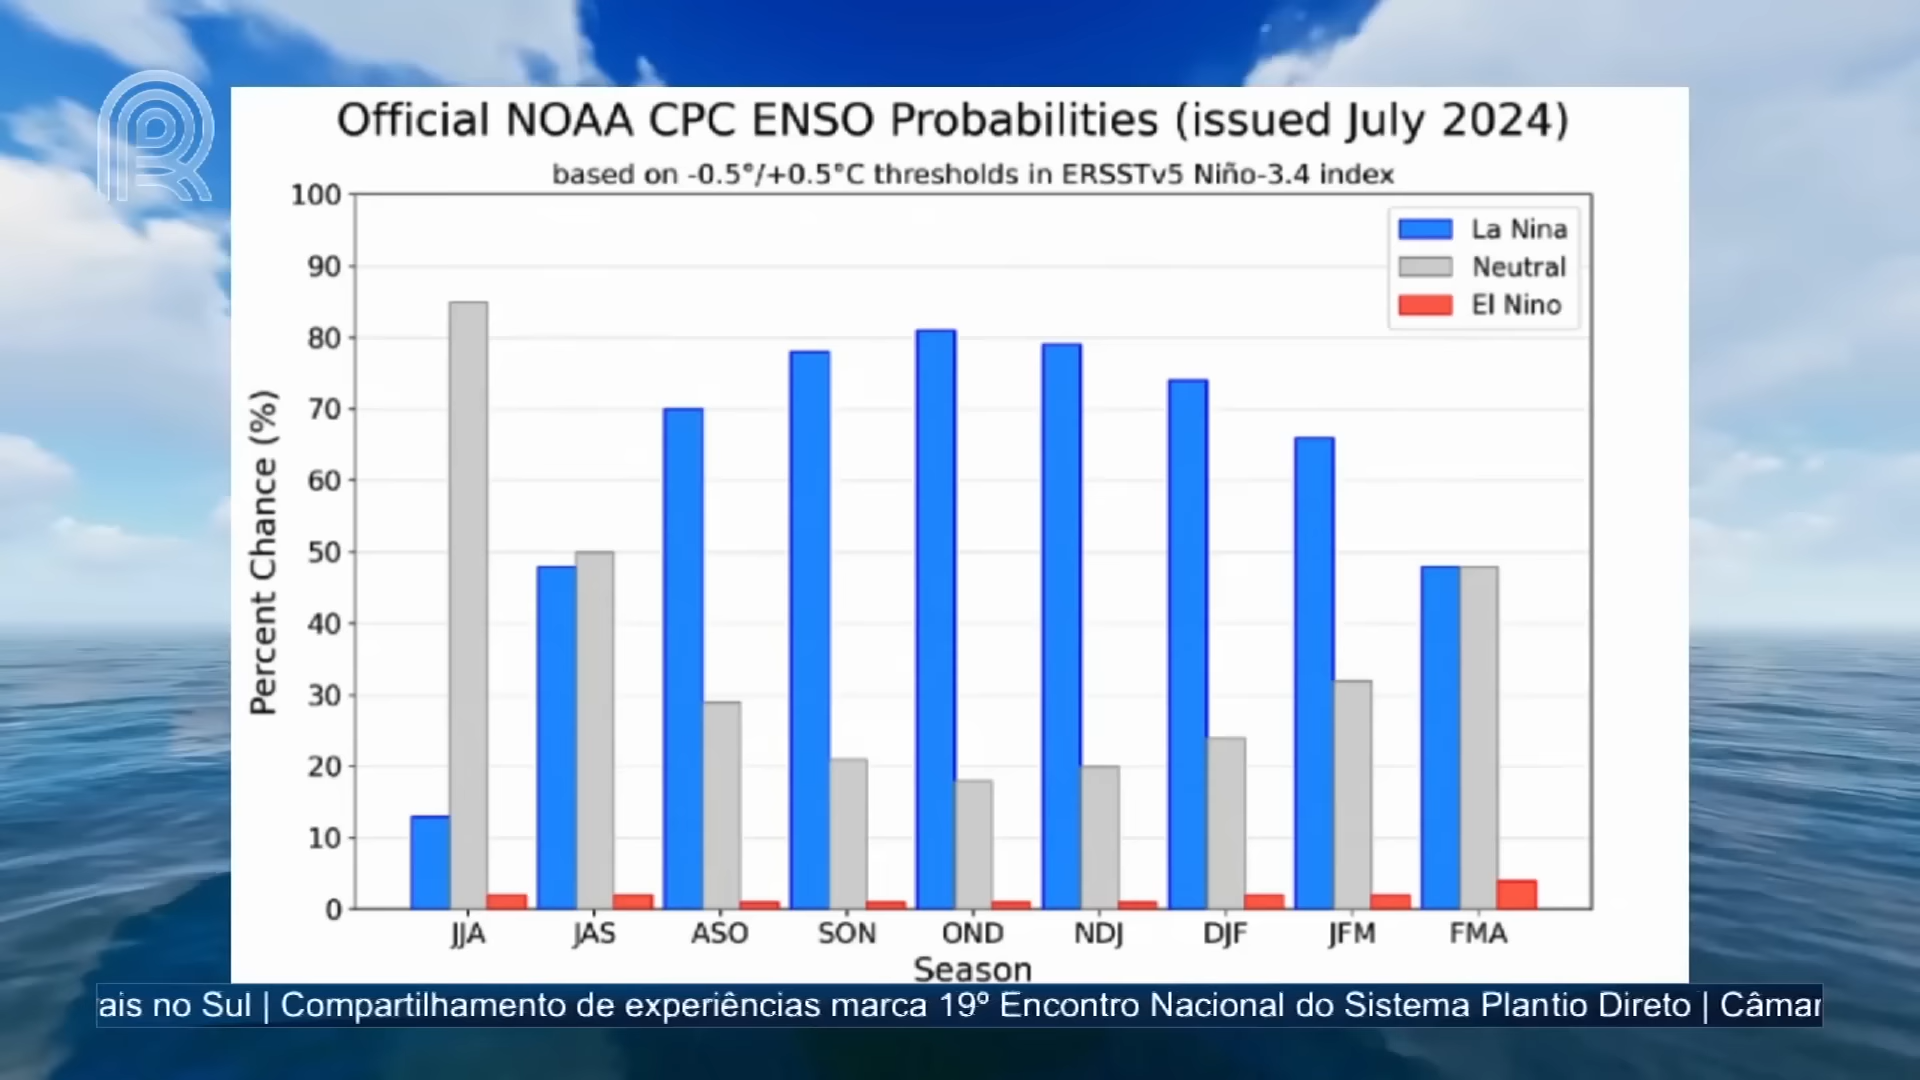 Official NOAA CPC ENSO Probabilities (issued July 2024)
based on -0.5°/+0.5°C thresholds in ERSSTv5 Niño-3.4 index
100
90
80
70
60
50
40
30
20
10
0
Percent Chance (%)
La Nina
Neutral
El Nino
JJA JAS ASO SON OND NDJ DJF JFM FMA
Season
ais no Sul | Compartilhamento de experiências marca 19º Encontro Nacional do Sistema Plantio Direto | Câmar